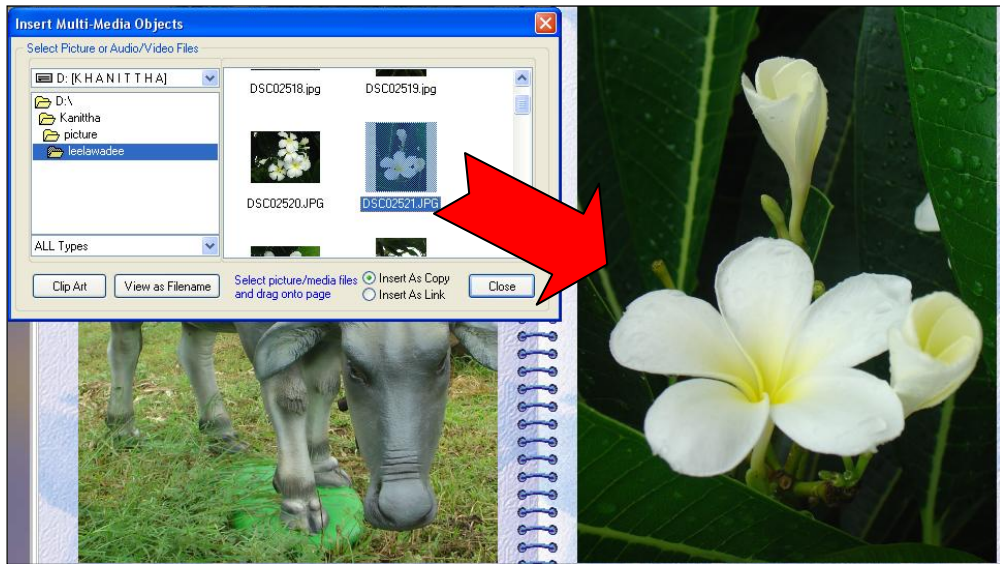 Insert Multi-Media Objects
Select Picture or Audio/Video Files
D: [K H A N I T T H A]
D:\
Kanittha
picture
leelawadee
ALL Types
DSC02518.jpg DSC02519.jpg
DSC02520.JPG DSC02521.JPG
Clip Art View as Filename
Select picture/media files
and drag onto page
Insert As Copy
Insert As Link
Close